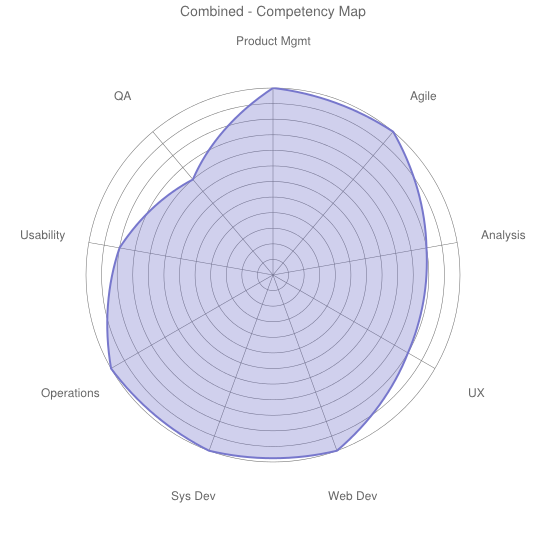 Combined - Competency Map
Product Mgmt
QA
Agile
Usability
Analysis
Operations
UX
Sys Dev
Web Dev